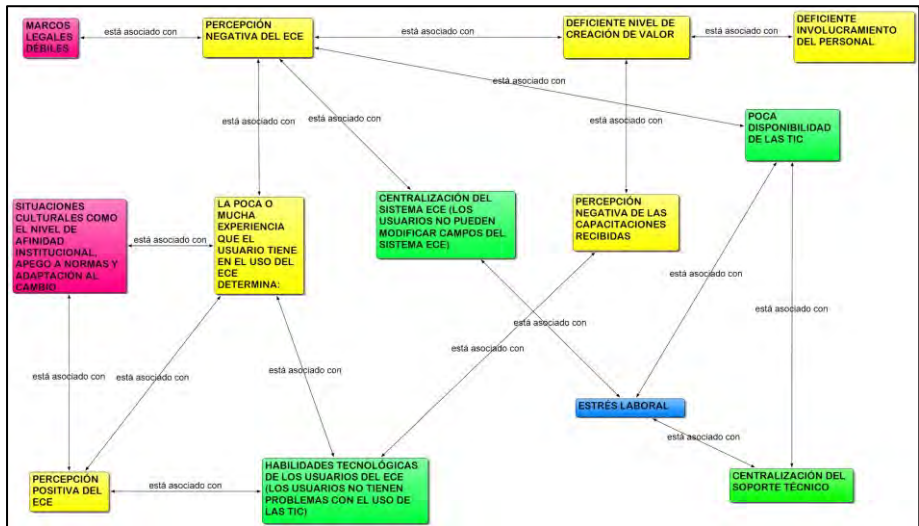 MARCOS
LEGALES
DÉBILES
está asociado con
PERCEPCIÓN
NEGATIVA DEL ECE
está asociado con
DEFICIENTE NIVEL DE
CREACIÓN DE VALOR
está asociado con
DEFICIENTE
INVOLUCRAMIENTO
DEL PERSONAL
está asociado con
está asociado con
está asociado con
está asociado con
POCA
DISPONIBILIDAD
DE LAS TIC
SITUACIONES
CULTURALES COMO
EL NIVEL DE
AFINIDAD
INSTITUCIONAL,
APEGO A NORMAS Y
ADAPTACIÓN AL
CAMBIO
está asociado con
LA POCA O
MUCHA
EXPERIENCIA
QUE EL
USUARIO TIENE
EN EL USO DEL
ECE
DETERMINA:
CENTRALIZACIÓN DEL
SISTEMA ECE (LOS
USUARIOS NO PUEDEN
MODIFICAR CAMPOS DEL
SISTEMA ECE)
PERCEPCIÓN
NEGATIVA DE LAS
CAPACITACIONES
RECIBIDAS
está asociado con
está asociado con
está asociado con
está asociado con
está asociado con
está asociado con
está asociado con
ESTRÉS LABORAL
está asociado con
PERCEPCIÓN
POSITIVA DEL
ECE
está asociado con
HABILIDADES TECNOLÓGICAS
DE LOS USUARIOS DEL ECE
(LOS USUARIOS NO TIENEN
PROBLEMAS CON EL USO DE
LAS TIC)
CENTRALIZACIÓN DEL
SOPORTE TÉCNICO